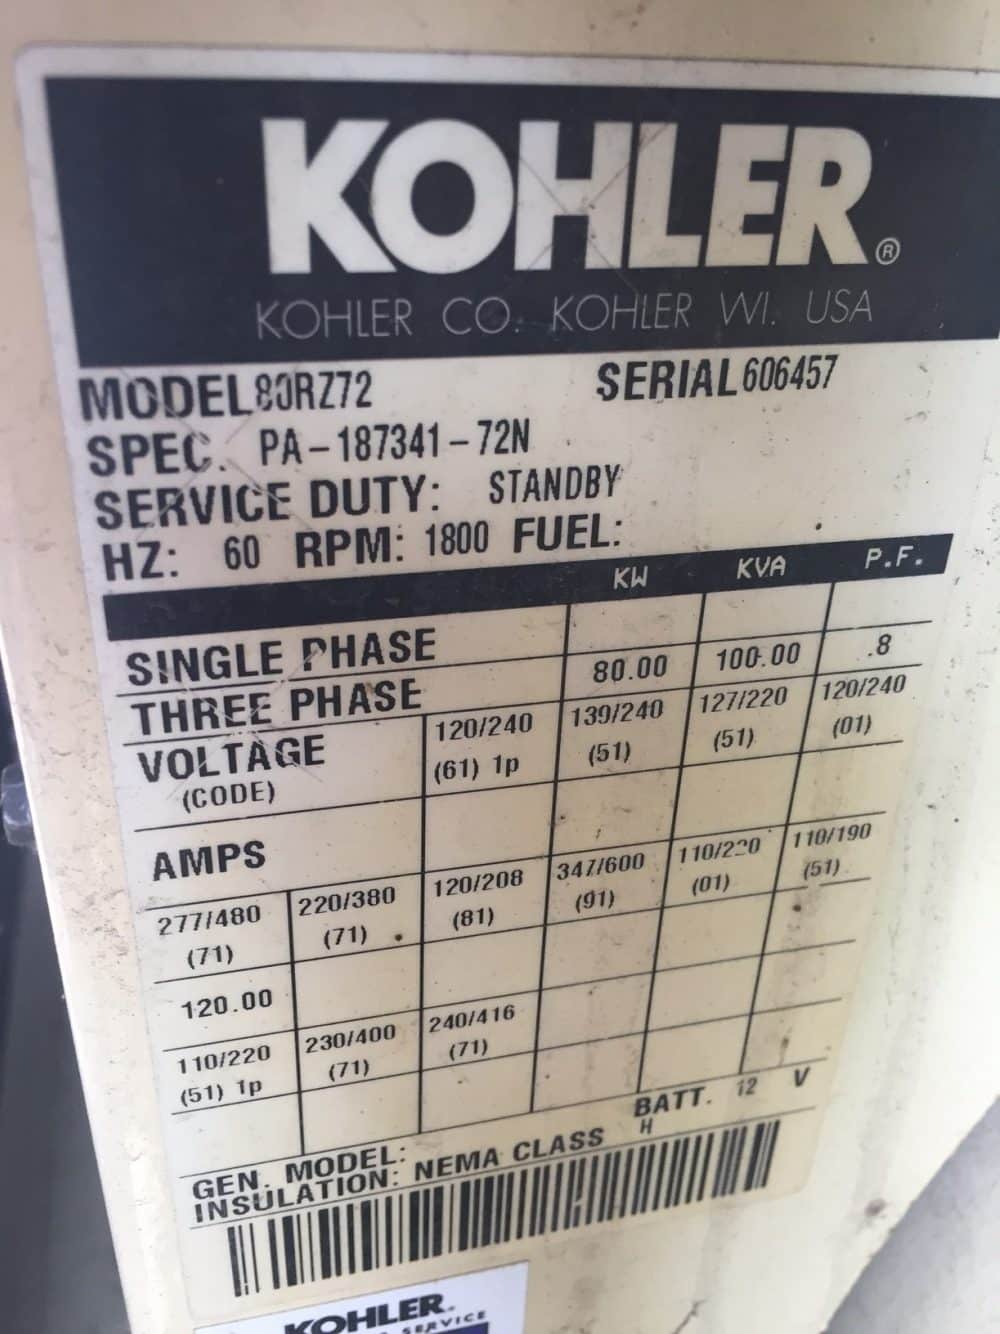 KOHLER®
KOHLER CO. KOHLER WI. USA
MODEL 80RZ72 SERIAL 606457
SPEC. PA-187341-72N
SERVICE DUTY: STANDBY
HZ: 60 RPM: 1800 FUEL:
KW KVA P.F.
SINGLE PHASE
THREE PHASE 80.00 100.00 .8
VOLTAGE 120/240 139/240 127/220 120/240
(CODE) (61) 1p (51) (51) (01)
AMPS
277/480 220/380 120/208 347/600 110/220 110/190
(71) (71) (81) (91) (01) (51)
120.00
110/220 230/400 240/416
(51) 1p (71) (71)
GEN. MODEL: BATT. 12 V
INSULATION: NEMA CLASS H
KOHLER
SERVICE